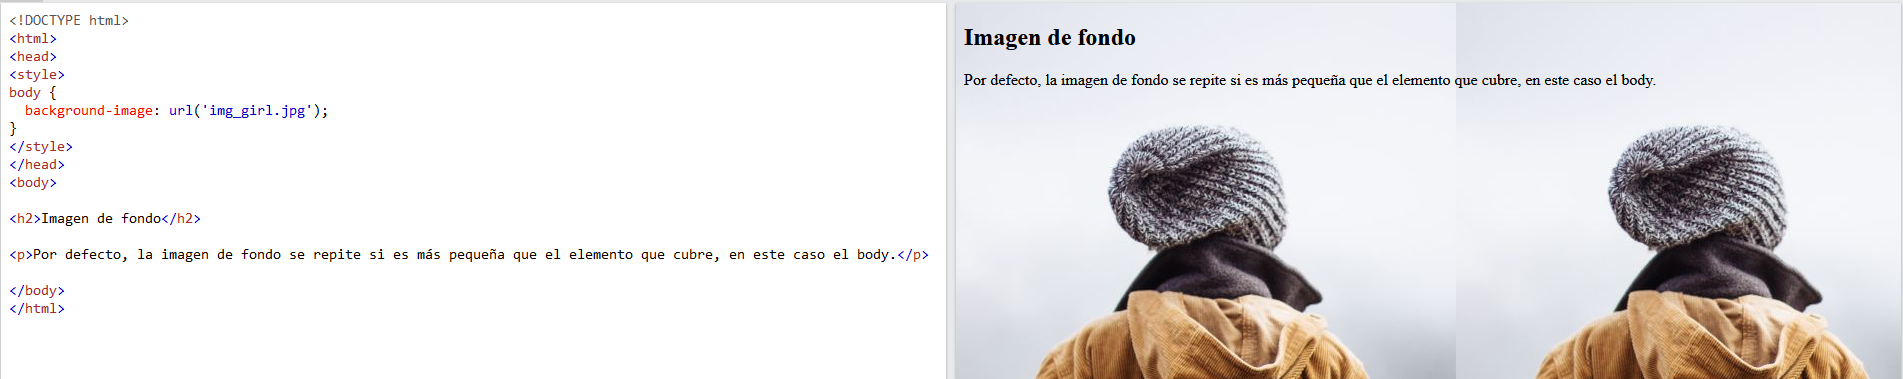 <!DOCTYPE html>
<html>
<head>
<style>
body {
  background-image: url('img_girl.jpg');
}
</style>
</head>
<body>
<h2>Imagen de fondo</h2>
<p>Por defecto, la imagen de fondo se repite si es más pequeña que el elemento que cubre, en este caso el body.</p>
</body>
</html>
Imagen de fondo
Por defecto, la imagen de fondo se repite si es más pequeña que el elemento que cubre, en este caso el body.